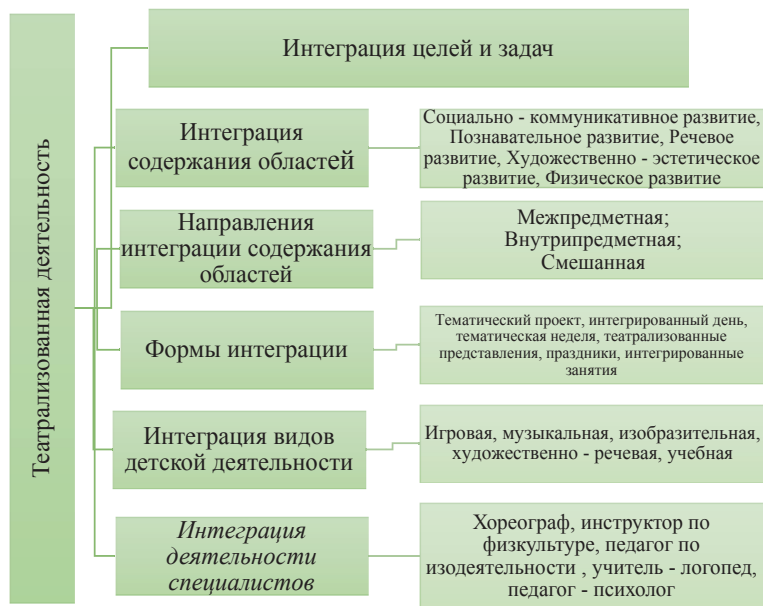 Театрализованная деятельность
Интеграция целей и задач
Интеграция
содержания областей
Социально - коммуникативное развитие,
Познавательное развитие, Речевое
развитие, Художественно - эстетическое
развитие, Физическое развитие
Направления
интеграции содержания
областей
Межпредметная;
Внутрипредметная;
Смешанная
Формы интеграции
Тематический проект, интегрированный день,
тематическая неделя, театрализованные
представления, праздники, интегрированные
занятия
Интеграция видов
детской деятельности
Игровая, музыкальная, изобразительная,
художественно - речевая, учебная
Интеграция
деятельности
специалистов
Хореограф, инструктор по
физкультуре, педагог по
изодеятельности , учитель - логопед,
педагог - психолог